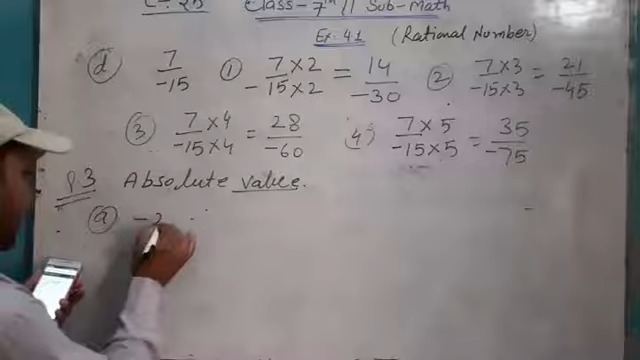 Class - 7th // Sub - Math
Ex - 4.1 (Rational Number)
(d) 7/-15 (1) 7×2/-15×2 = 14/-30 (2) 7×3/-15×3 = 21/-45
(3) 7×4/-15×4 = 28/-60 (4) 7×5/-15×5 = 35/-75
Absolute value.
(a)